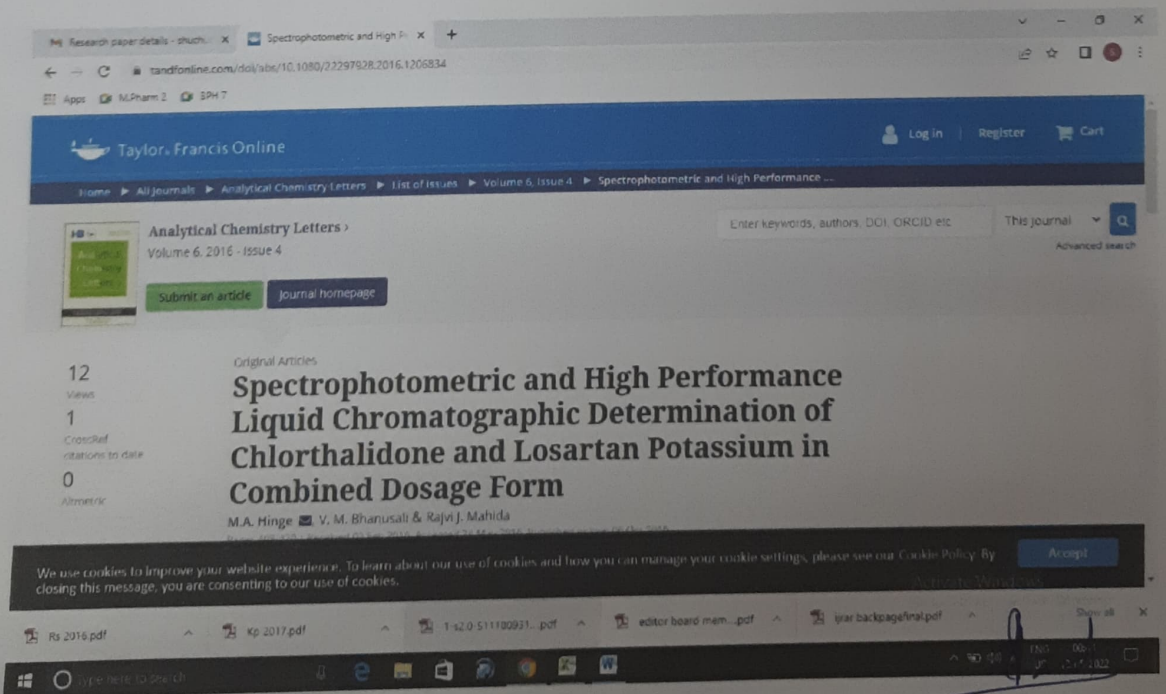 Research paper details - shuch...
Spectrophotometric and High P
tandfonline.com/doi/abs/10.1080/22297928.2016.1206834
Apps M.Pharm 2 BPH 7
Taylor & Francis Online
Log in | Register Cart
Home ▶ All Journals ▶ Analytical Chemistry Letters ▶ List of Issues ▶ Volume 6, Issue 4 ▶ Spectrophotometric and High Performance ....
Analytical Chemistry Letters ›
Volume 6, 2016 - Issue 4
Enter keywords, authors, DOI, ORCID etc
This journal
Advanced search
Submit an article
Journal homepage
12
Views
1
CrossRef
citations to date
0
Altmetric
Original Articles
Spectrophotometric and High Performance
Liquid Chromatographic Determination of
Chlorthalidone and Losartan Potassium in
Combined Dosage Form
M.A. Hinge, V. M. Bhanusali & Rajvi J. Mahida
We use cookies to improve your website experience. To learn about our use of cookies and how you can manage your cookie settings, please see our Cookie Policy. By
closing this message, you are consenting to our use of cookies.
Accept
Activate Windows
Rs 2016.pdf
Kp 2017.pdf
editor board mem....pdf
ijrar backpagefinal.pdf
Show all
Type here to search
ENG